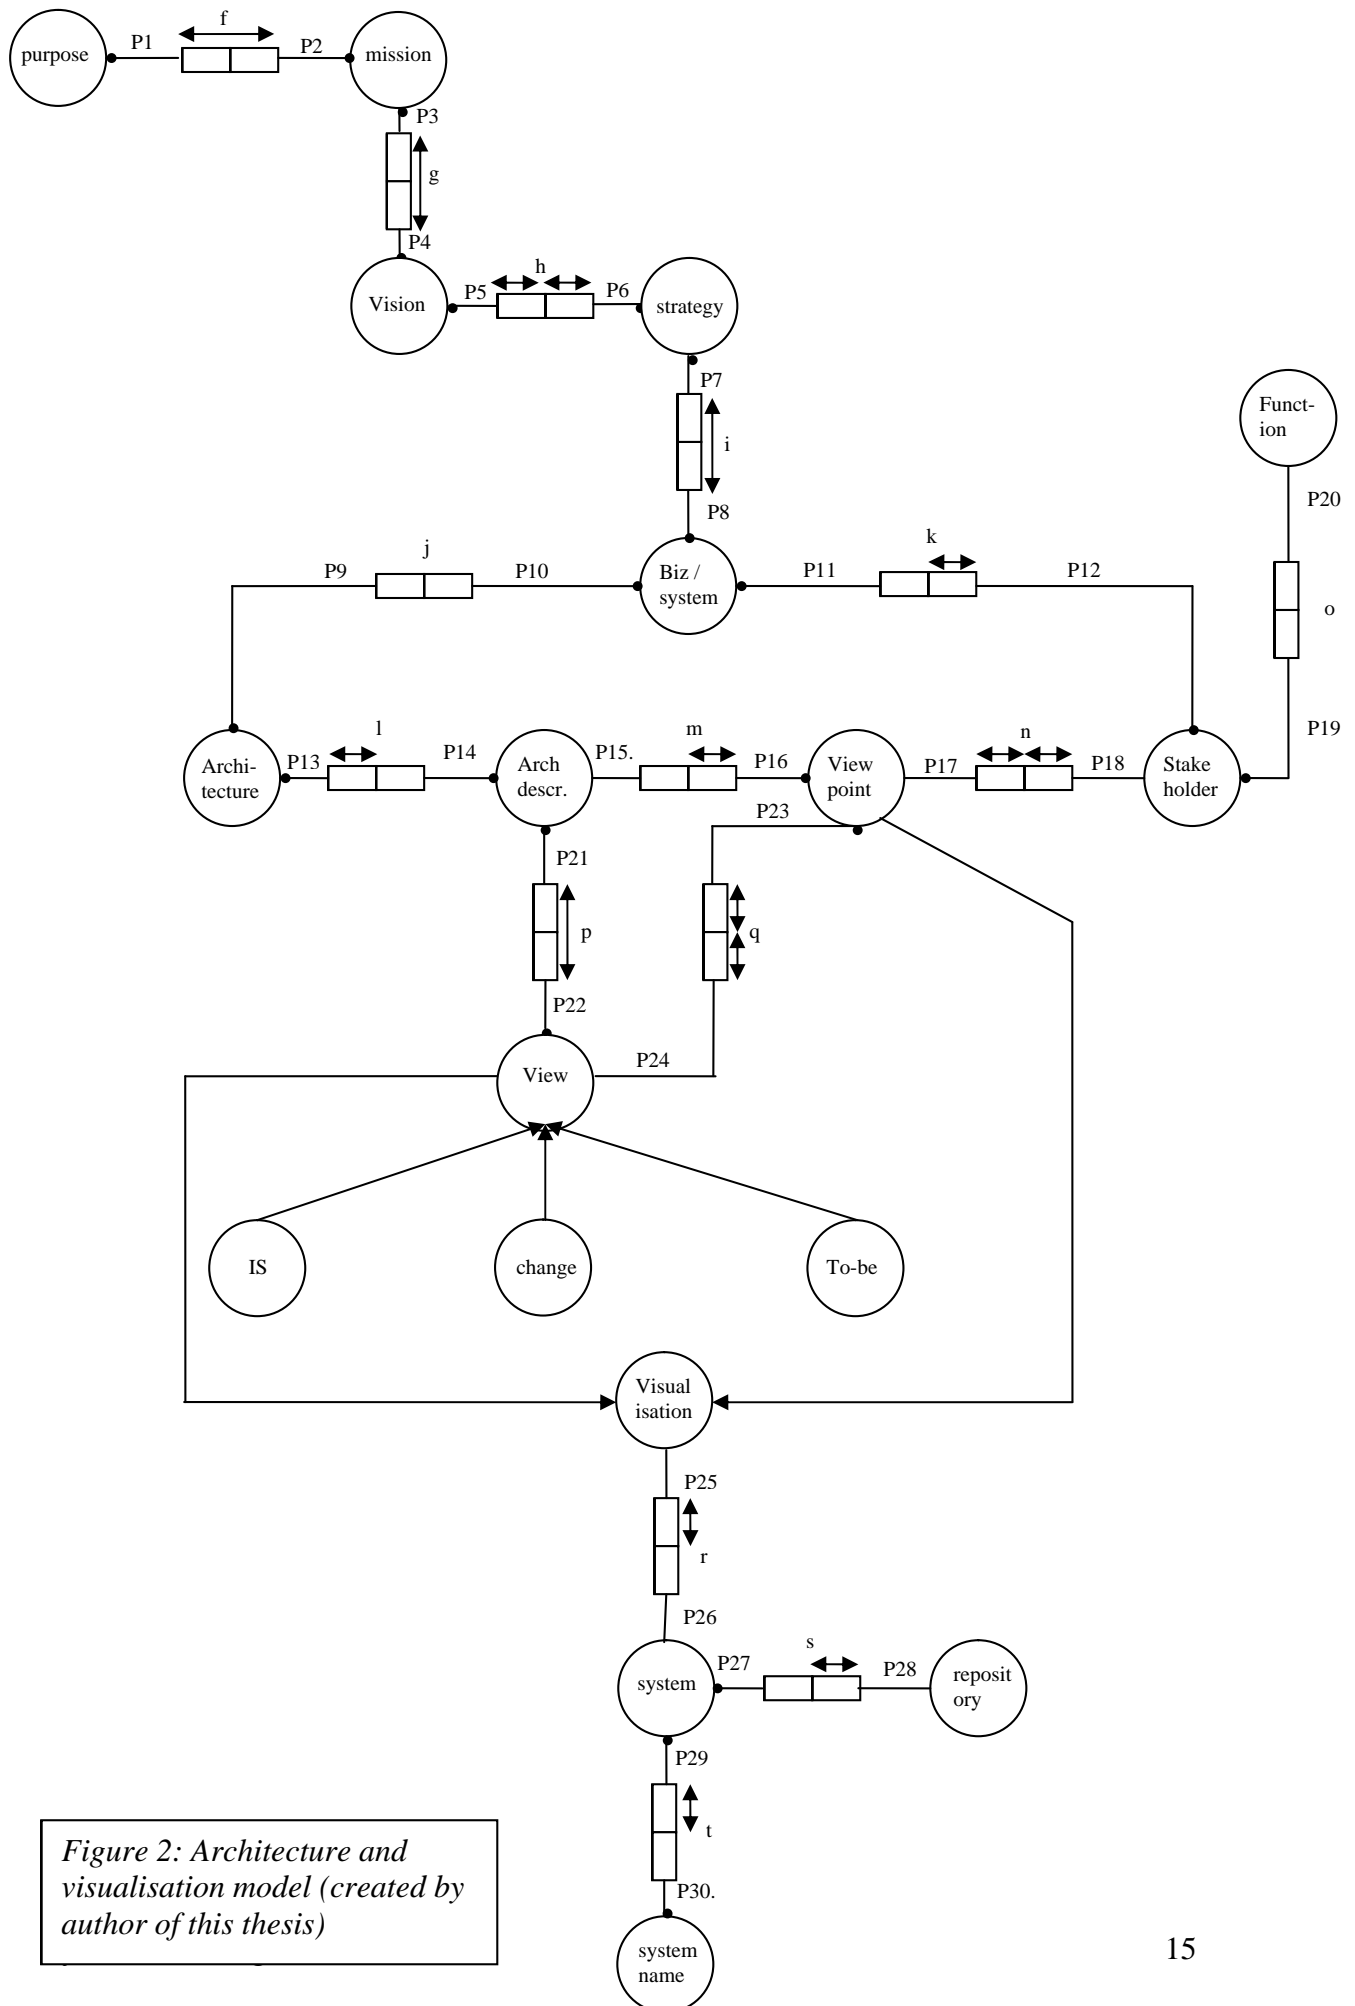 f
P1
P2
purpose
mission
P3
g
P4
h
P5
P6
Vision
strategy
P7
i
P8
Funct-
ion
P20
j
k
P9
P10
Biz /
system
P11
P12
o
P19
l
m
n
P13
P14
P15.
P16
P17
P18
Archi-
tecture
Arch
descr.
View
point
Stake
holder
P23
P21
p
q
P22
View
P24
IS
change
To-be
Visual
isation
P25
r
P26
s
P27
P28
system
reposit
ory
P29
t
P30.
system
name
Figure 2: Architecture and
visualisation model (created by
author of this thesis)
15